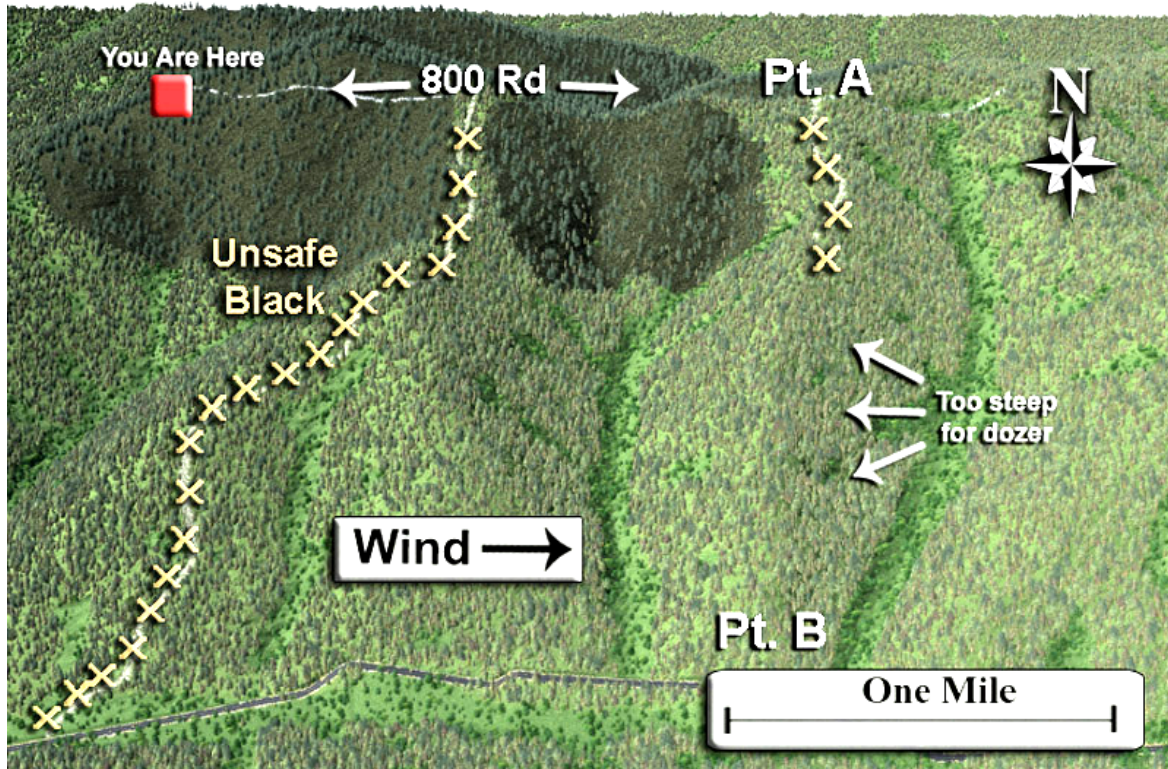 You Are Here
800 Rd
Pt. A
N
Unsafe
Black
Too steep
for dozer
Wind
Pt. B
One Mile